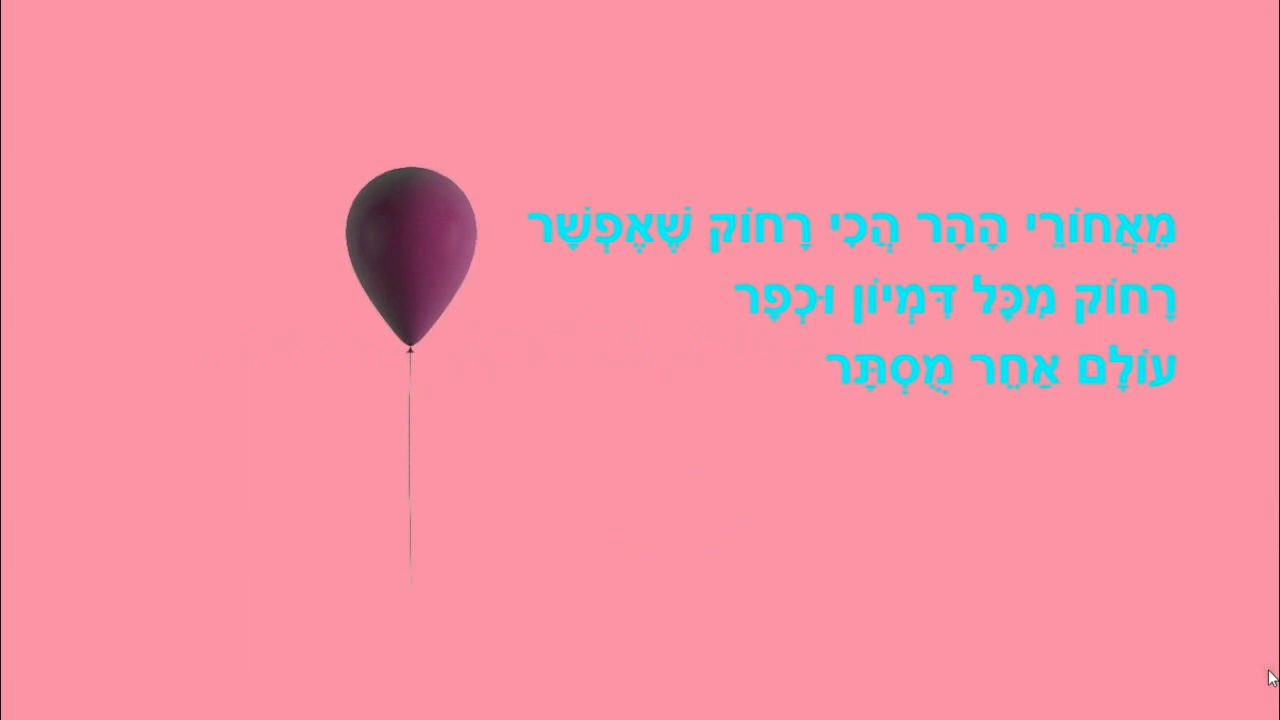 מֵאֲחוֹרֵי הָהָר הֲכִי רָחוֹק שֶׁאֶפְשָׁר
רָחוֹק מִכָּל דִּמְיוֹן וּכְפָר
עוֹלָם אַחֵר מֻסְתָּר